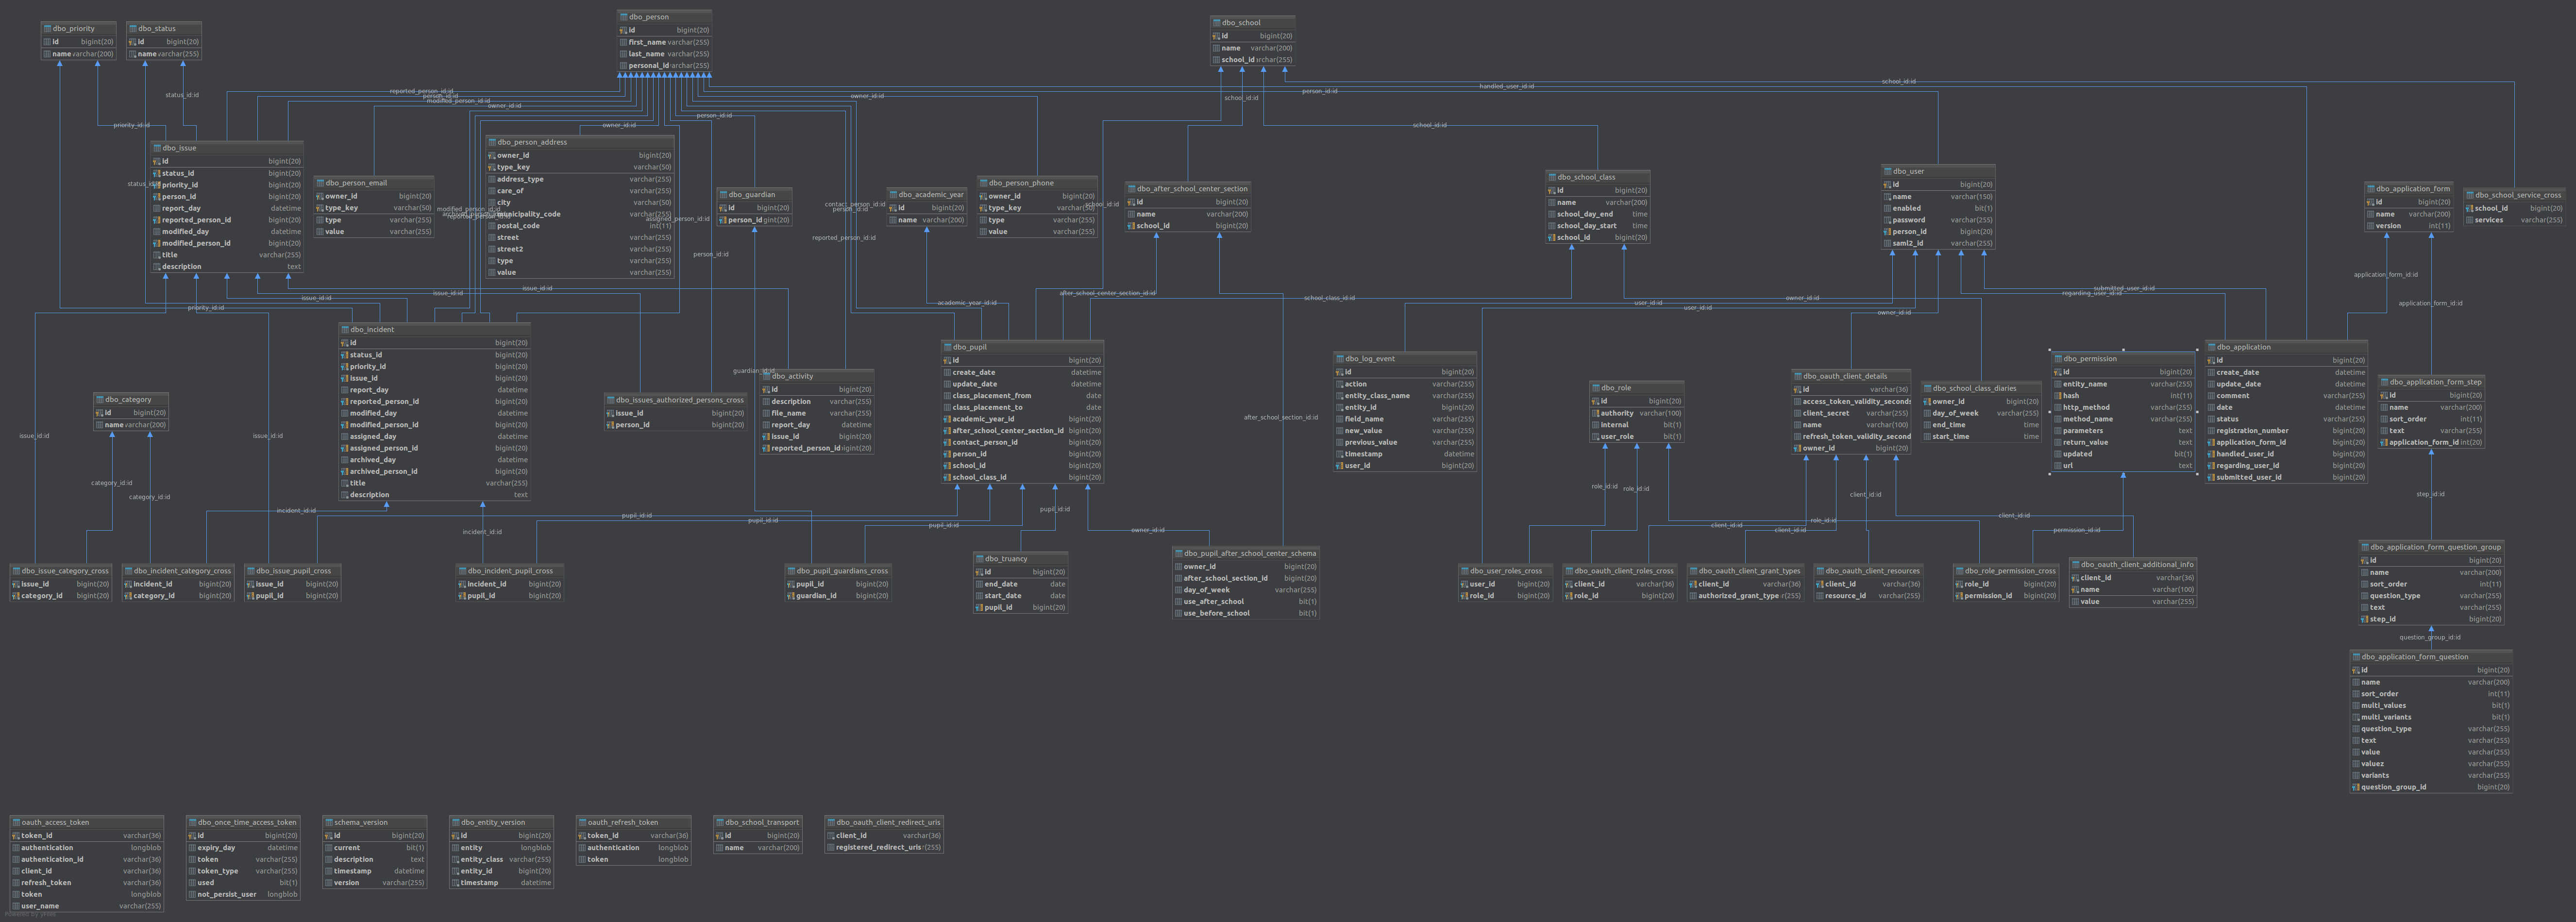 dbo_priority
id bigint(20)
name varchar(200)
dbo_status
id bigint(20)
name varchar(255)
dbo_person
id bigint(20)
first_name varchar(255)
last_name varchar(255)
personal_id varchar(255)
dbo_school
id bigint(20)
name varchar(200)
school_id
school_id:id
handled_user_id:id
reported_person_id:id
person_id:id
modified_person_id:id
owner_id:id
owner_id:id
person_id:id
status_id:id
school_id:id
person_id:id
priority_id:id
owner_id:id
school_id:id
dbo_issue
id bigint(20)
status_id bigint(20)
priority_id bigint(20)
person_id bigint(20)
report_day datetime
reported_person_id bigint(20)
modified_day datetime
modified_person_id bigint(20)
title varchar(255)
description text
dbo_person_email
owner_id bigint(20)
type_key varchar(50)
type varchar(255)
value varchar(255)
dbo_person_address
owner_id bigint(20)
type_key varchar(50)
address_type varchar(255)
care_of varchar(255)
city varchar(50)
municipality_code varchar(255)
postal_code int(11)
street varchar(255)
street2 varchar(255)
type varchar(255)
value varchar(255)
dbo_guardian
id bigint(20)
person_id
dbo_academic_year
id bigint(20)
name varchar(200)
dbo_person_phone
owner_id bigint(20)
type_key varchar(50)
type varchar(255)
value varchar(255)
dbo_after_school_center_section
id bigint(20)
name varchar(200)
school_id bigint(20)
dbo_school_class
id bigint(20)
name varchar(200)
school_day_end time
school_day_start time
school_id bigint(20)
dbo_user
id bigint(20)
name varchar(150)
enabled bit(1)
password varchar(255)
person_id bigint(20)
saml2_id varchar(255)
dbo_application_form
id bigint(20)
name varchar(200)
version int(11)
dbo_school_service_cross
school_id bigint(20)
services varchar(255)
modified_person_id:id
assigned_person_id:id
contact_person_id:id
person_id:id
reported_person_id:id
person_id:id
application_form_id:id
application_form_id:id
issue_id:id
issue_id:id
issue_id:id
priority_id:id
academic_year_id:id
after_school_center_section_id:id
school_class_id:id
user_id:id
user_id:id
owner_id:id
owner_id:id
submitted_user_id:id
regarding_user_id:id
dbo_incident
id bigint(20)
status_id bigint(20)
priority_id bigint(20)
issue_id bigint(20)
report_day datetime
reported_person_id bigint(20)
modified_day datetime
modified_person_id bigint(20)
assigned_day datetime
assigned_person_id bigint(20)
archived_day datetime
archived_person_id bigint(20)
title varchar(255)
description text
dbo_category
id bigint(20)
name varchar(200)
dbo_issues_authorized_persons_cross
issue_id bigint(20)
person_id bigint(20)
guardian_id:id
dbo_activity
id bigint(20)
description varchar(255)
file_name varchar(255)
report_day datetime
issue_id bigint(20)
reported_person_id
dbo_pupil
id bigint(20)
create_date datetime
update_date datetime
class_placement_from date
class_placement_to date
academic_year_id bigint(20)
after_school_center_section_id bigint(20)
contact_person_id bigint(20)
person_id bigint(20)
school_id bigint(20)
school_class_id bigint(20)
after_school_section_id:id
dbo_log_event
id bigint(20)
action varchar(255)
entity_class_name varchar(255)
entity_id bigint(20)
field_name varchar(255)
new_value varchar(255)
previous_value varchar(255)
timestamp datetime
user_id bigint(20)
dbo_role
id bigint(20)
authority varchar(100)
internal bit(1)
user_role bit(1)
dbo_oauth_client_details
id varchar(36)
access_token_validity_seconds
client_secret varchar(255)
name varchar(100)
refresh_token_validity_second
owner_id bigint(20)
dbo_school_class_diaries
owner_id bigint(20)
day_of_week varchar(255)
end_time time
start_time time
dbo_permission
id bigint(20)
entity_name varchar(255)
hash int(11)
http_method varchar(255)
method_name varchar(255)
parameters text
return_value text
updated bit(1)
url text
dbo_application
id bigint(20)
create_date datetime
update_date datetime
comment varchar(255)
date datetime
status varchar(255)
registration_number bigint(20)
application_form_id bigint(20)
handled_user_id bigint(20)
regarding_user_id bigint(20)
submitted_user_id bigint(20)
dbo_application_form_step
id bigint(20)
name varchar(200)
sort_order int(11)
text varchar(255)
application_form_id
issue_id:id
issue_id:id
category_id:id
category_id:id
incident_id:id
incident_id:id
pupil_id:id
pupil_id:id
pupil_id:id
pupil_id:id
owner_id:id
role_id:id
role_id:id
client_id:id
client_id:id
client_id:id
role_id:id
permission_id:id
client_id:id
step_id:id
dbo_issue_category_cross
issue_id bigint(20)
category_id bigint(20)
dbo_incident_category_cross
incident_id bigint(20)
category_id bigint(20)
dbo_issue_pupil_cross
issue_id bigint(20)
pupil_id bigint(20)
dbo_incident_pupil_cross
incident_id bigint(20)
pupil_id bigint(20)
dbo_pupil_guardians_cross
pupil_id bigint(20)
guardian_id bigint(20)
dbo_truancy
id bigint(20)
end_date date
start_date date
pupil_id bigint(20)
dbo_pupil_after_school_center_schema
owner_id bigint(20)
after_school_section_id bigint(20)
day_of_week varchar(255)
use_after_school bit(1)
use_before_school bit(1)
dbo_user_roles_cross
user_id bigint(20)
role_id bigint(20)
dbo_oauth_client_roles_cross
client_id varchar(36)
role_id bigint(20)
dbo_oauth_client_grant_types
client_id varchar(36)
authorized_grant_type
dbo_oauth_client_resources
client_id varchar(36)
resource_id varchar(255)
dbo_role_permission_cross
role_id bigint(20)
permission_id bigint(20)
dbo_oauth_client_additional_info
client_id varchar(36)
name varchar(100)
value varchar(255)
dbo_application_form_question_group
id bigint(20)
name varchar(200)
sort_order int(11)
question_type varchar(255)
text varchar(255)
step_id bigint(20)
question_group_id:id
dbo_application_form_question
id bigint(20)
name varchar(200)
sort_order int(11)
multi_values bit(1)
multi_variants bit(1)
question_type varchar(255)
text varchar(255)
value varchar(255)
valuez varchar(255)
variants varchar(255)
question_group_id bigint(20)
oauth_access_token
token_id varchar(36)
authentication longblob
authentication_id varchar(36)
client_id varchar(36)
refresh_token varchar(36)
token longblob
user_name varchar(255)
dbo_once_time_access_token
id bigint(20)
expiry_day datetime
token varchar(255)
token_type varchar(255)
used bit(1)
not_persist_user longblob
schema_version
id bigint(20)
current bit(1)
description text
timestamp datetime
version varchar(255)
dbo_entity_version
id bigint(20)
entity longblob
entity_class varchar(255)
entity_id bigint(20)
timestamp datetime
oauth_refresh_token
token_id varchar(36)
authentication longblob
token longblob
dbo_school_transport
id bigint(20)
name varchar(200)
dbo_oauth_client_redirect_uris
client_id varchar(36)
registered_redirect_uris
Powered by yFiles